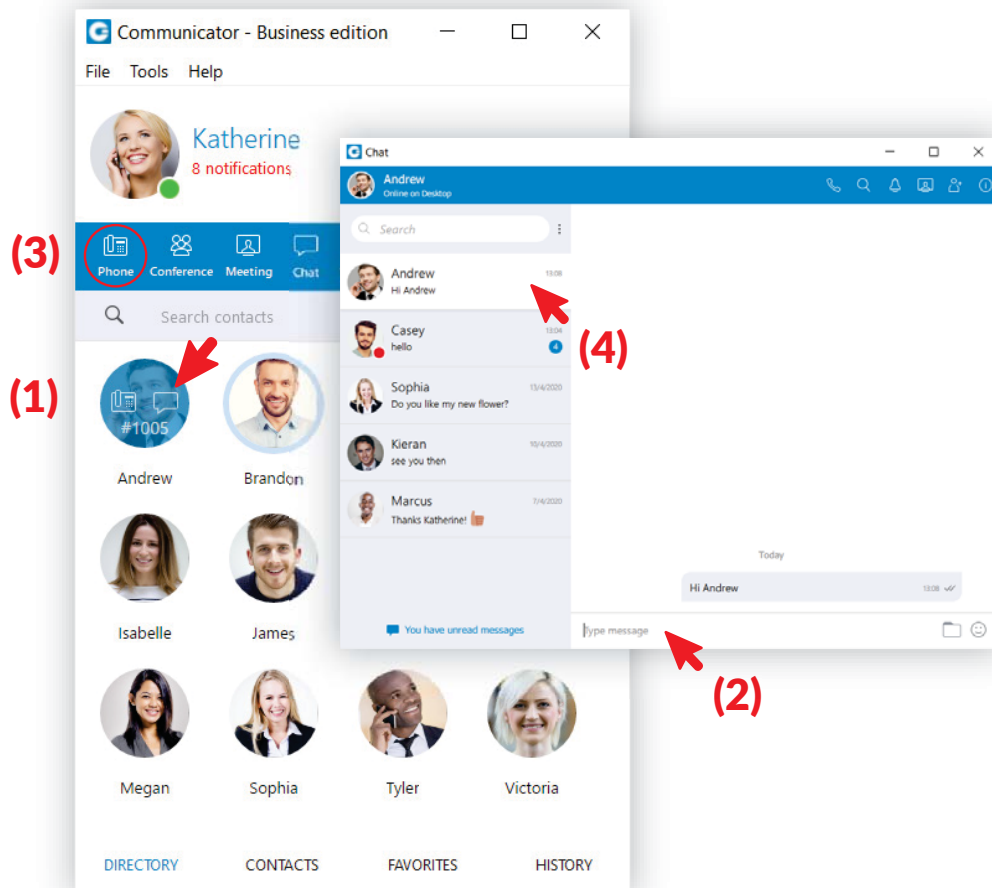 Communicator - Business edition
File Tools Help
Katherine
8 notifications
(3)
Phone Conference Meeting Chat
Search contacts
(1)
#1005
Andrew Brandon
Isabelle James
Megan Sophia Tyler Victoria
DIRECTORY CONTACTS FAVORITES HISTORY
Chat
Andrew
Online on Desktop
Search
Andrew 13:08
Hi Andrew
(4)
Casey 13:04
hello 4
Sophia 13/4/2020
Do you like my new flower?
Kieran 10/4/2020
see you then
Marcus 7/4/2020
Thanks Katherine!
You have unread messages
Today
Hi Andrew 13:08
Type message
(2)